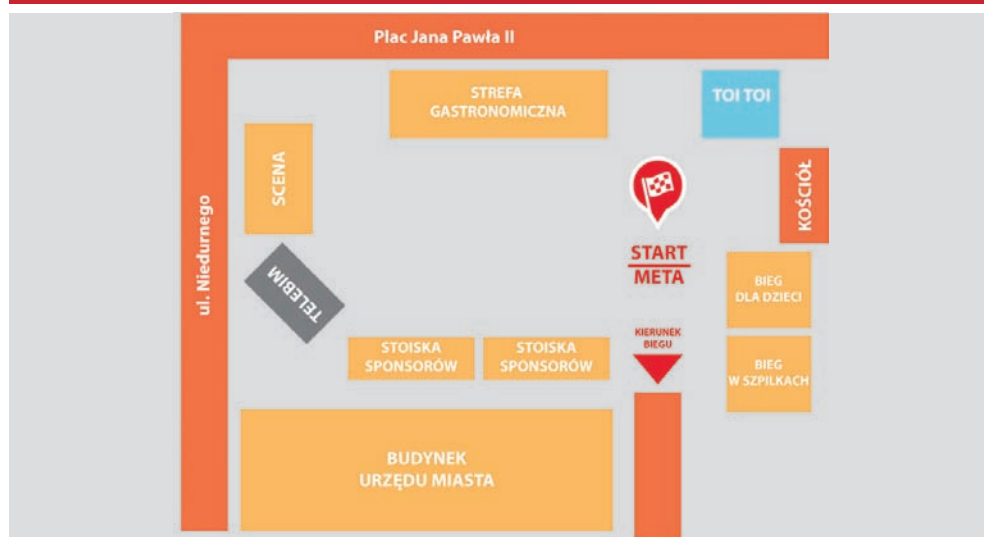 Plac Jana Pawła II
STREFA
GASTRONOMICZNA
TOI TOI
SCENA
KOŚCIÓŁ
ul. Niedurnego
START
META
TELEBIM
BIEG
DLA DZIECI
KIERUNEK
BIEGU
STOISKA
SPONSORÓW
STOISKA
SPONSORÓW
BIEG
W SZPILKACH
BUDYNEK
URZĘDU MIASTA